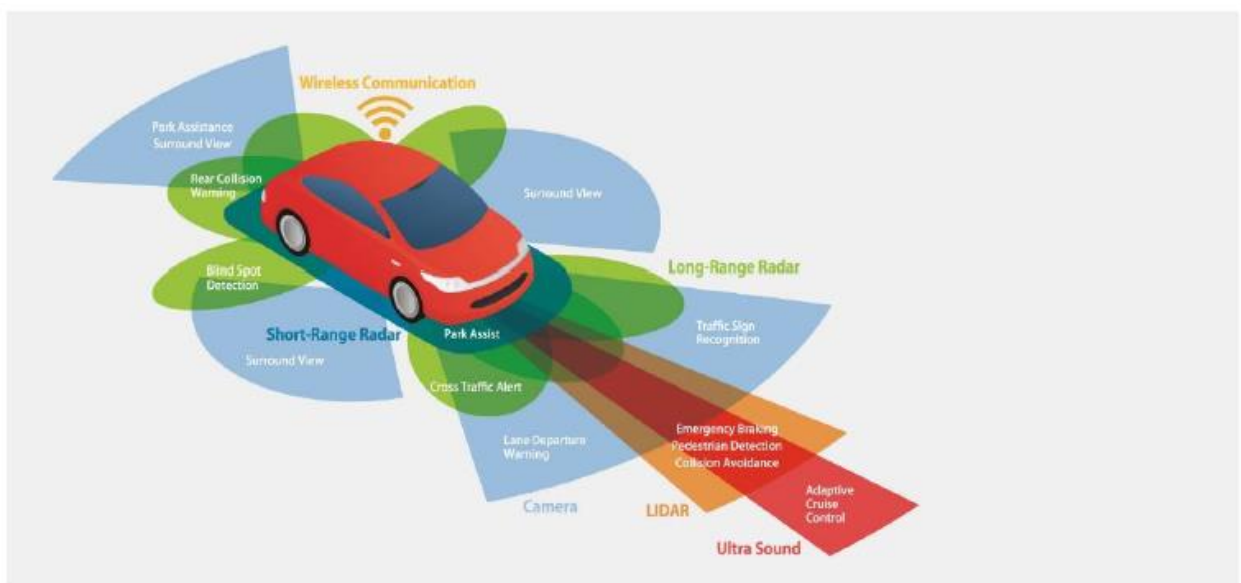 Wireless Communication
Park Assistance
Surround View
Rear Collision
Warning
Surround View
Blind Spot
Detection
Long-Range Radar
Short-Range Radar
Park Assist
Traffic Sign
Recognition
Surround View
Cross Traffic Alert
Emergency Braking
Pedestrian Detection
Collision Avoidance
Lane Departure
Warning
Adaptive
Cruise
Control
Camera
LIDAR
Ultra Sound